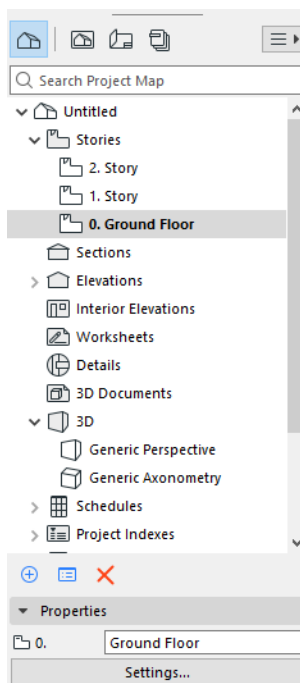 Search Project Map
Untitled
Stories
2. Story
1. Story
0. Ground Floor
Sections
Elevations
Interior Elevations
Worksheets
Details
3D Documents
3D
Generic Perspective
Generic Axonometry
Schedules
Project Indexes
Properties
0. Ground Floor
Settings...